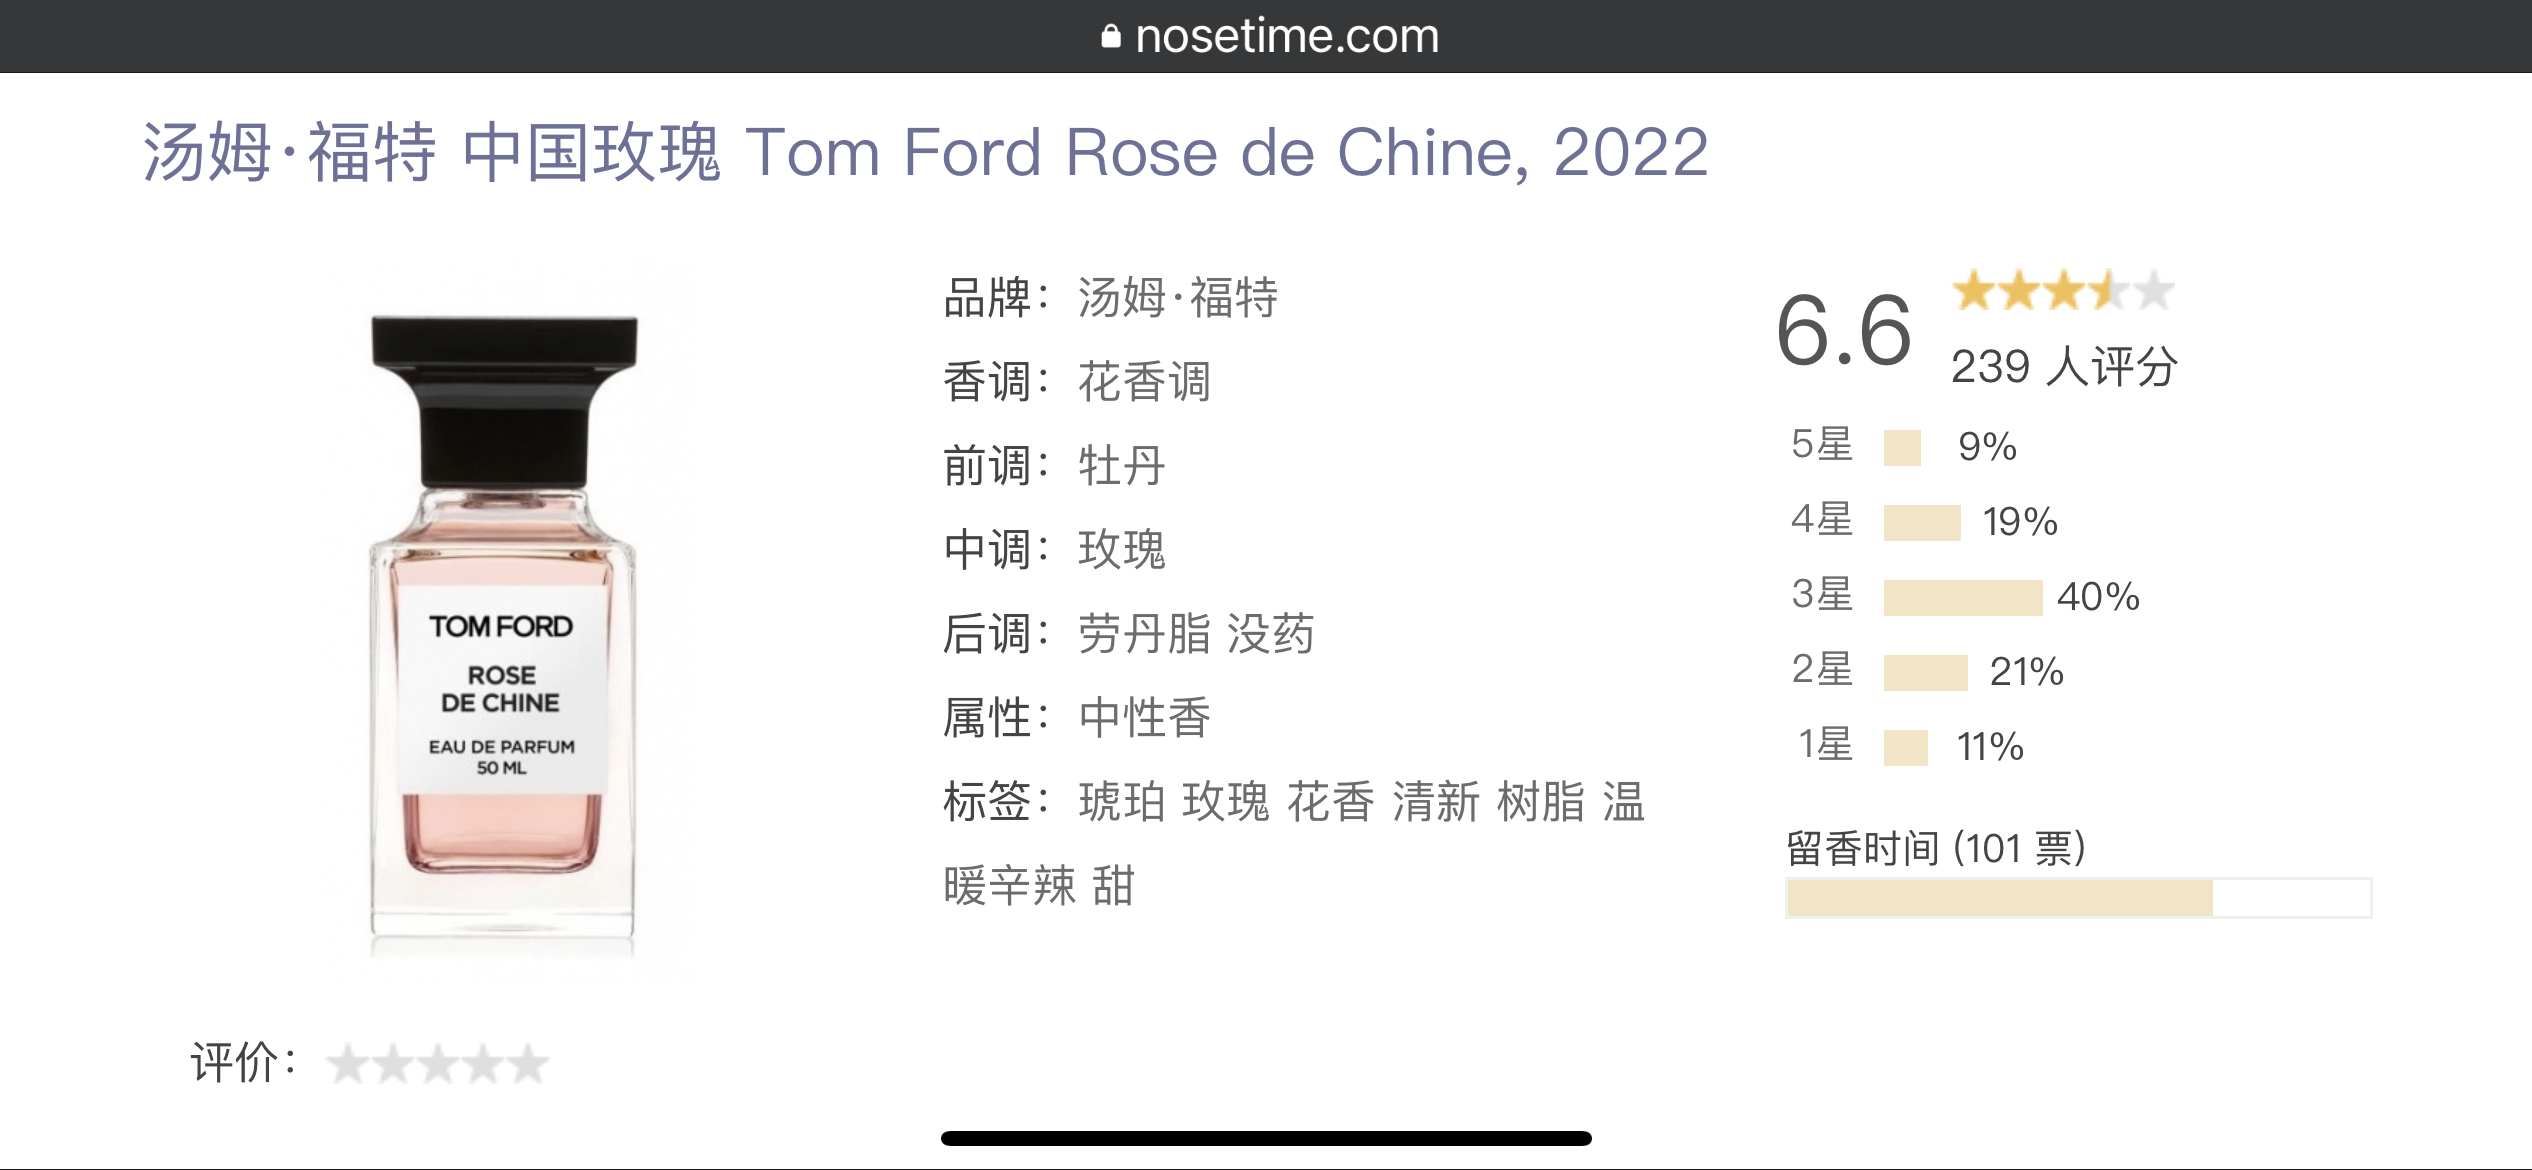 nosetime.com
汤姆·福特 中国玫瑰 Tom Ford Rose de Chine, 2022
TOM FORD
ROSE
DE CHINE
EAU DE PARFUM
50 ML
品牌：汤姆·福特
香调：花香调
前调：牡丹
中调：玫瑰
后调：劳丹脂 没药
属性：中性香
标签：琥珀 玫瑰 花香 清新 树脂 温
暖辛辣 甜
6.6
239 人评分
5星 9%
4星 19%
3星 40%
2星 21%
1星 11%
留香时间 (101 票)
评价：